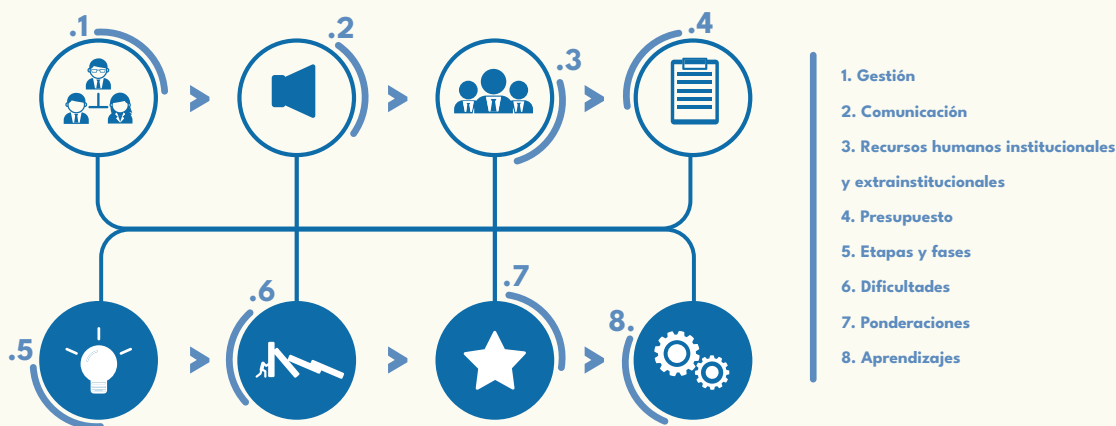 .1
.2
.3
.4
.5
.6
.7
8.
1. Gestión
2. Comunicación
3. Recursos humanos institucionales
y extrainstitucionales
4. Presupuesto
5. Etapas y fases
6. Dificultades
7. Ponderaciones
8. Aprendizajes